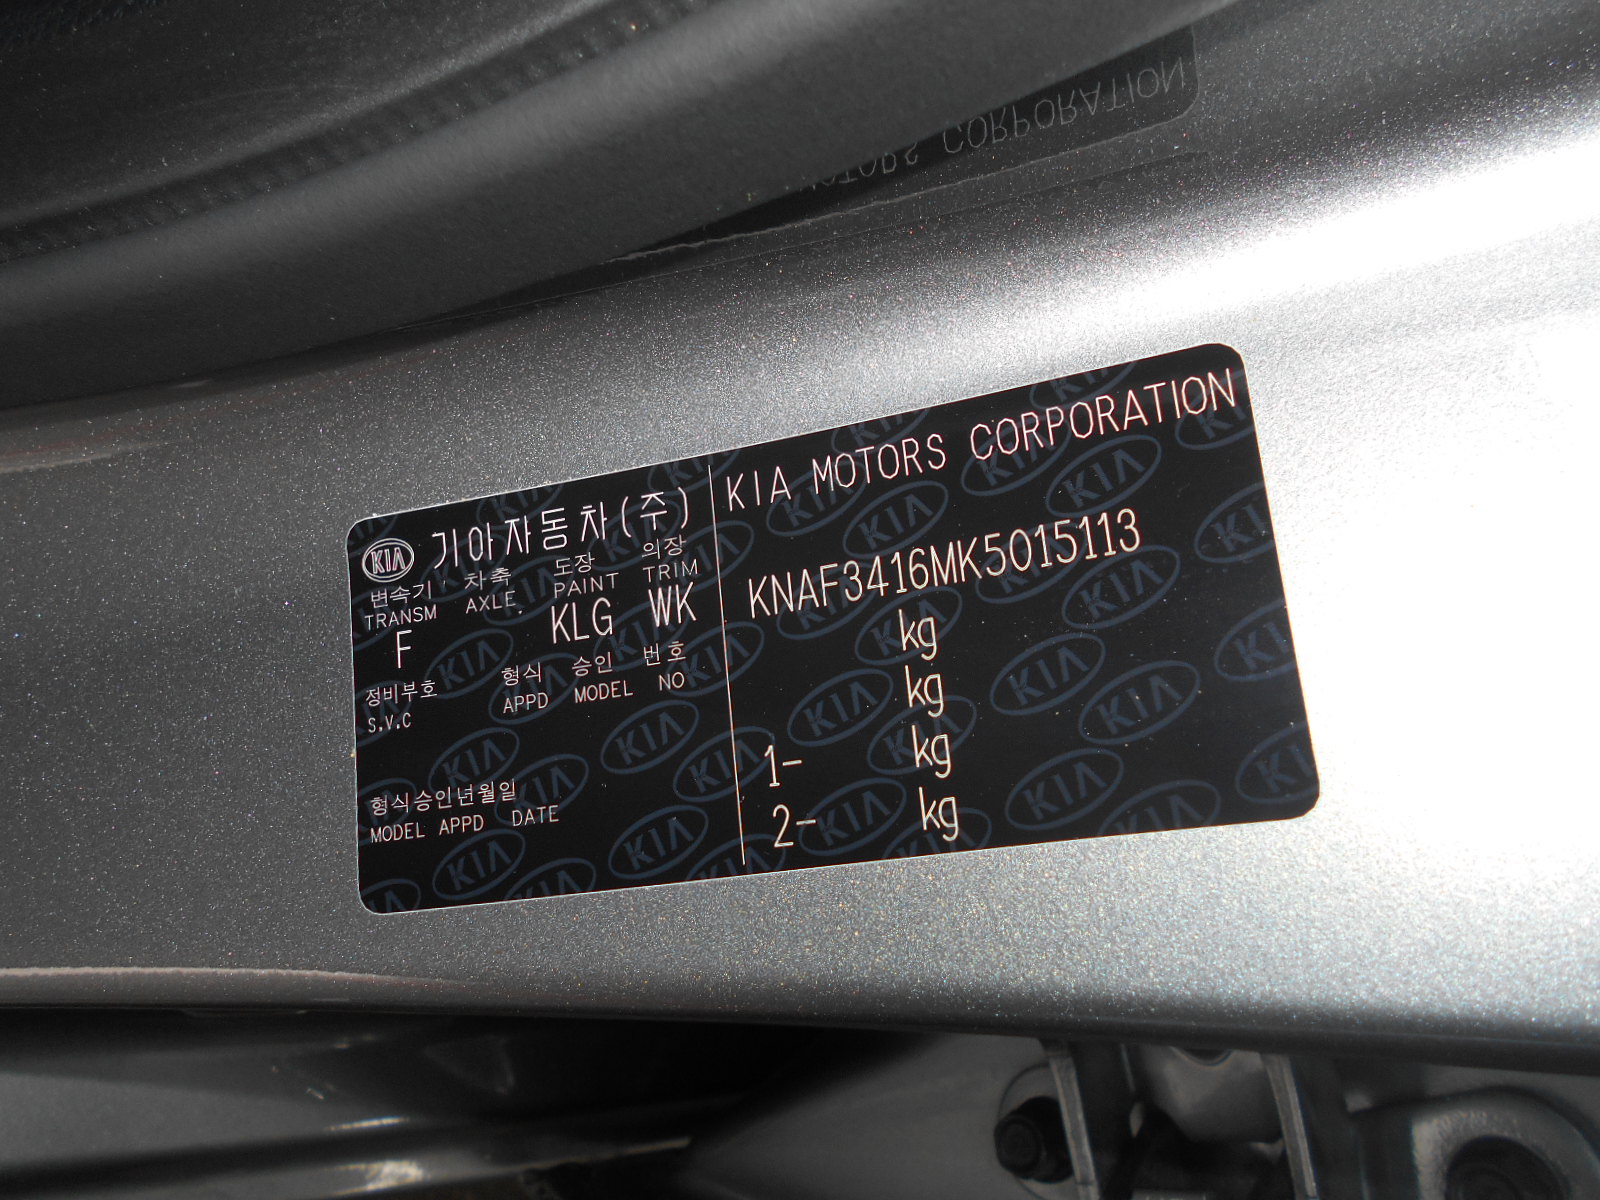 KIA 기아자동차(주) KIA MOTORS CORPORATION
변속기 차축 도장 의장
TRANSM AXLE PAINT TRIM
F KLG WK
KNAF3416MK5015113
kg
정비부호 형식 승인 번호
S.V.C APPD MODEL NO
kg
1- kg
형식승인년월일
MODEL APPD DATE
2- kg